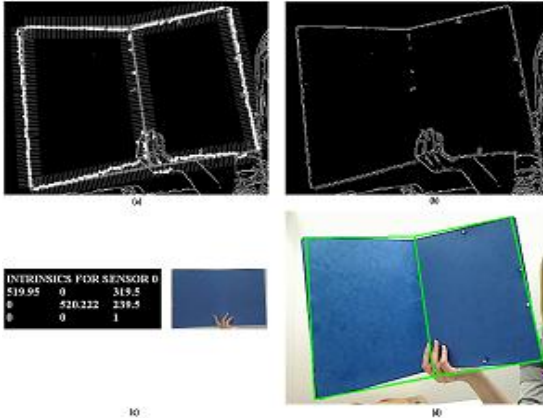 (a)
(b)
INTRINSICS FOR SENSOR 0
519.95 0 319.5
0 520.222 239.5
0 0 1
(c)
(d)